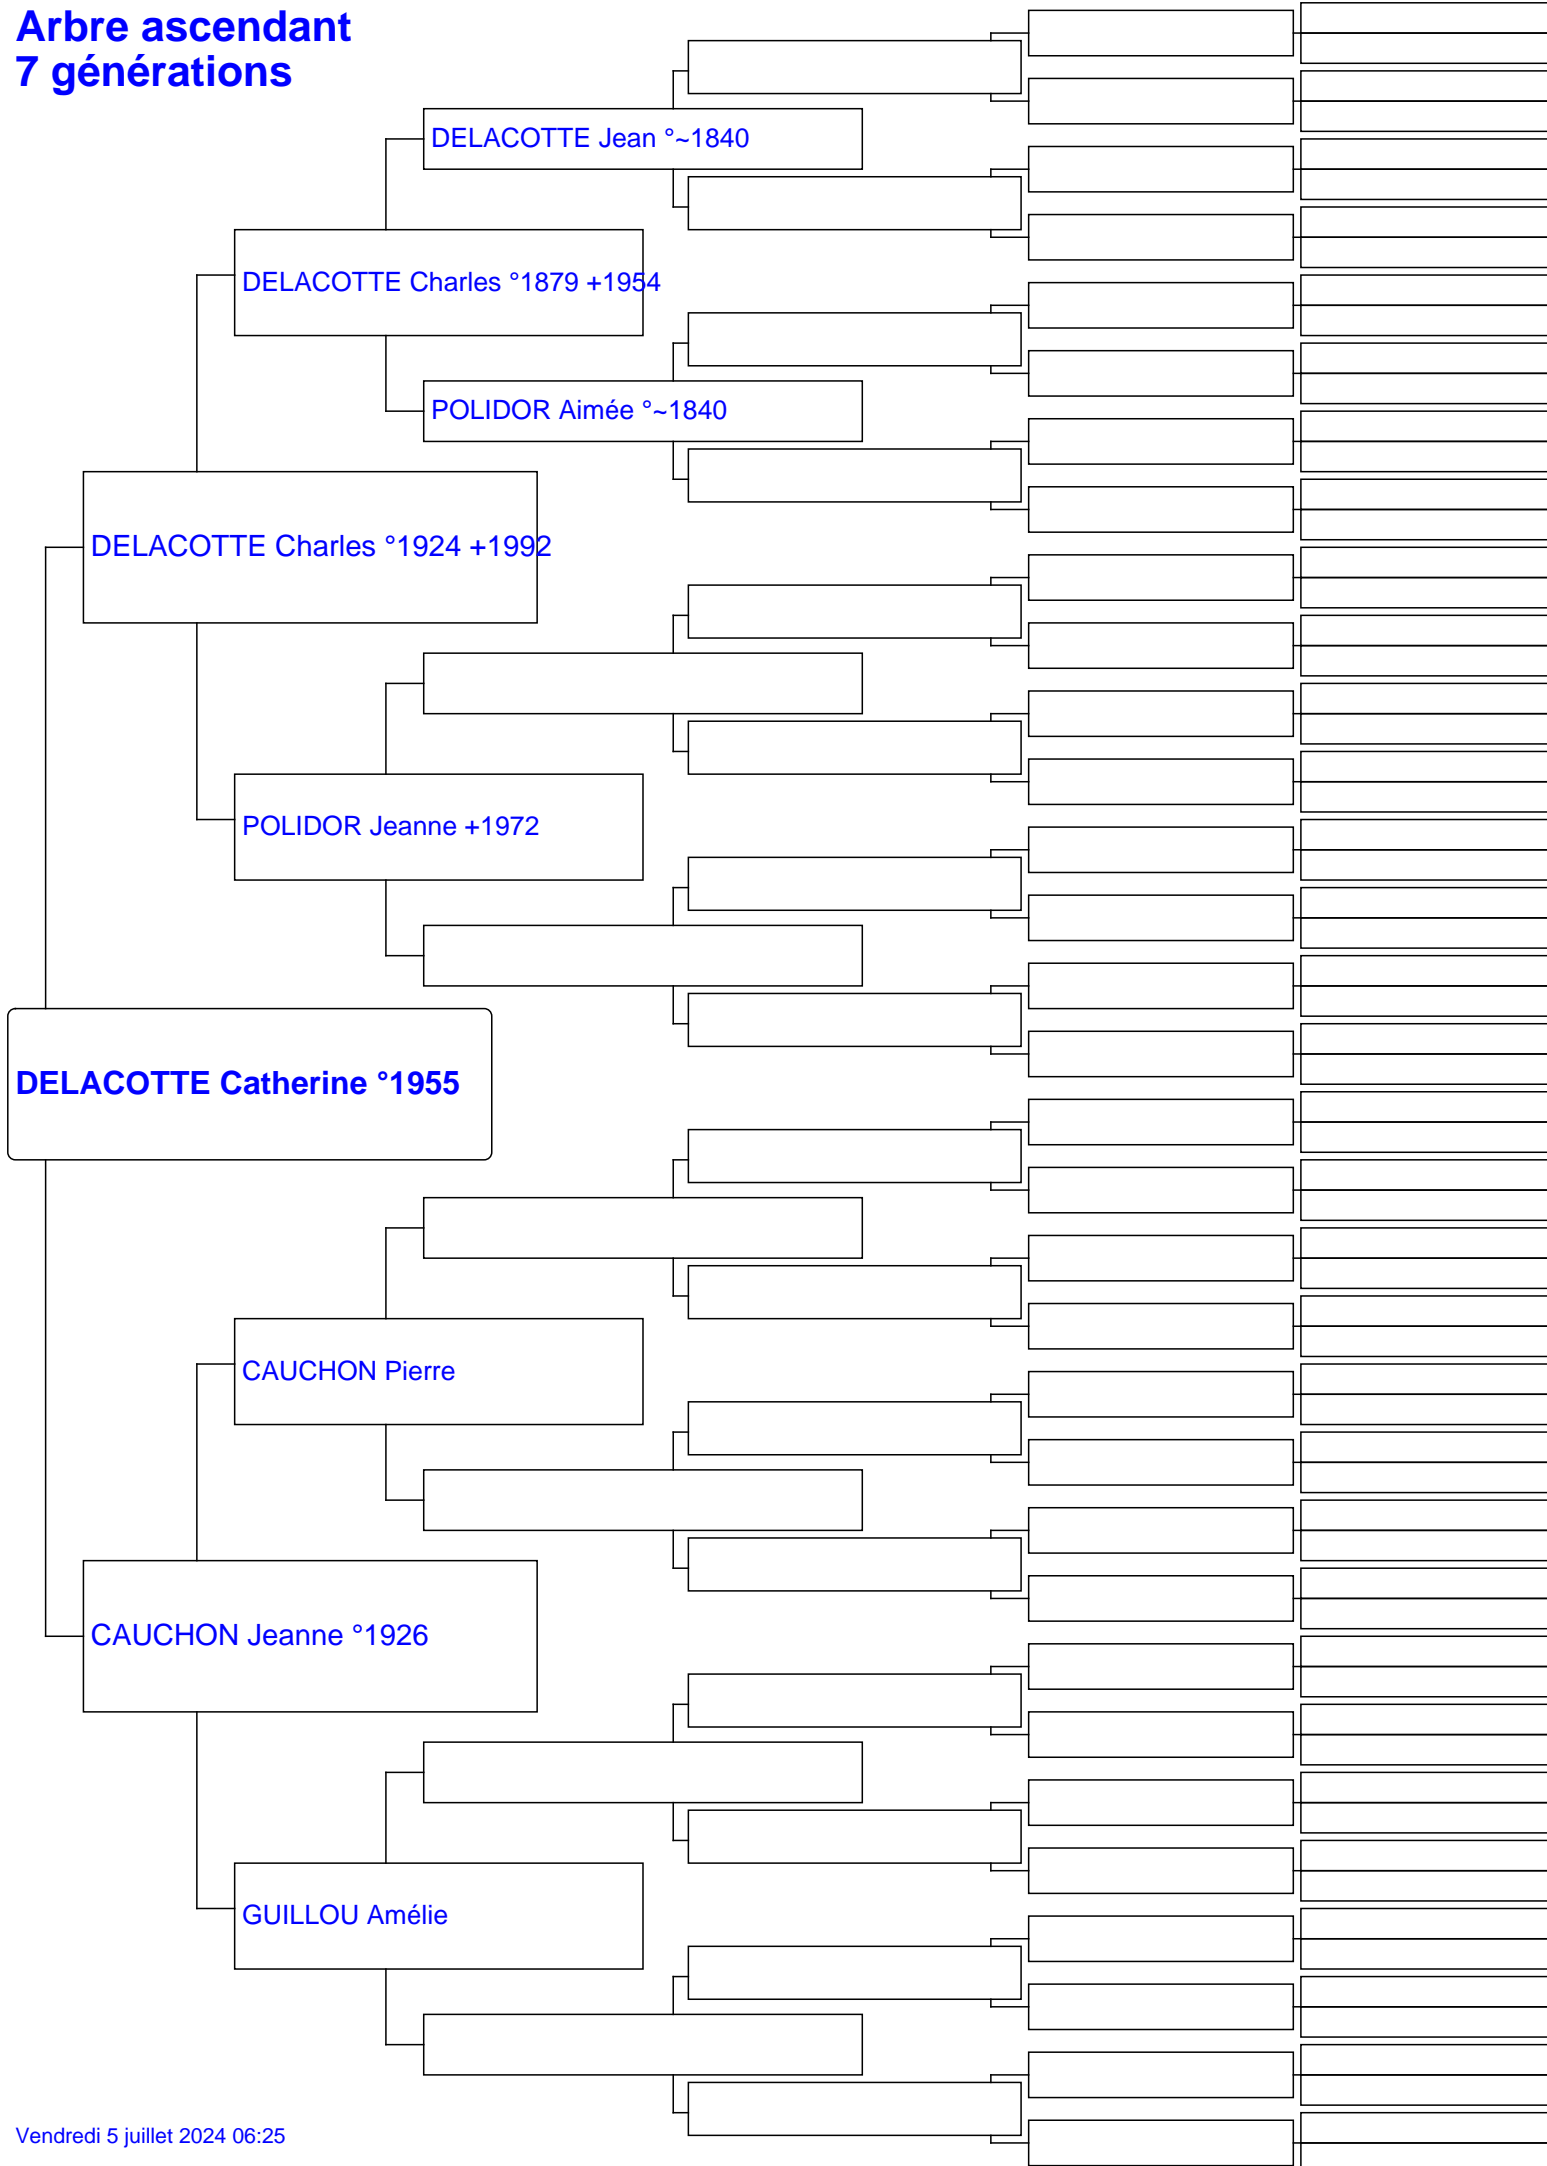 Arbre ascendant
7 générations
DELACOTTE Jean °~1840
DELACOTTE Charles °1879 +1954
POLIDOR Aimée °~1840
DELACOTTE Charles °1924 +1992
POLIDOR Jeanne +1972
DELACOTTE Catherine °1955
CAUCHON Pierre
CAUCHON Jeanne °1926
GUILLOU Amélie
Vendredi 5 juillet 2024 06:25